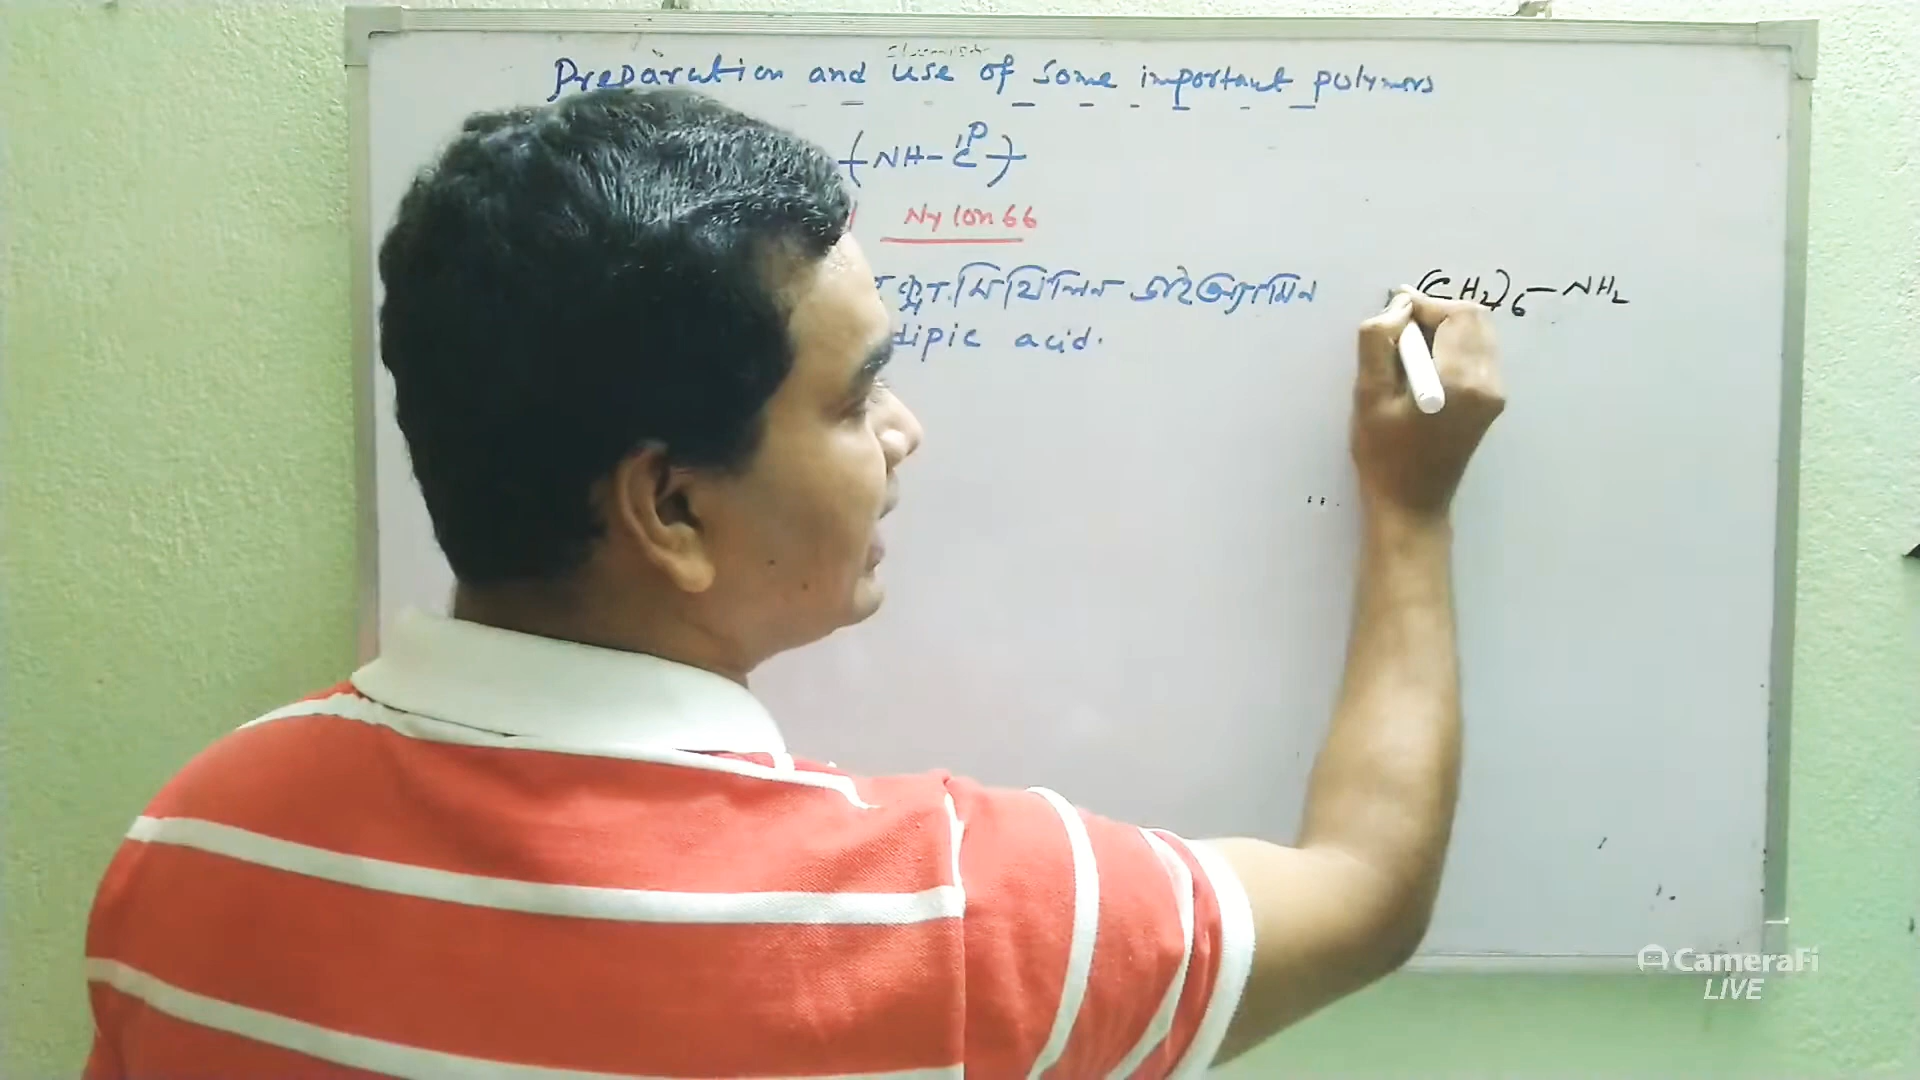 Preparation and use of some important polymers
(NH-C)
Nylon 66
মিথিলিন ডাইঅ্যামিন (CH2)6-NH2
dipic acid.
CameraFi
LIVE